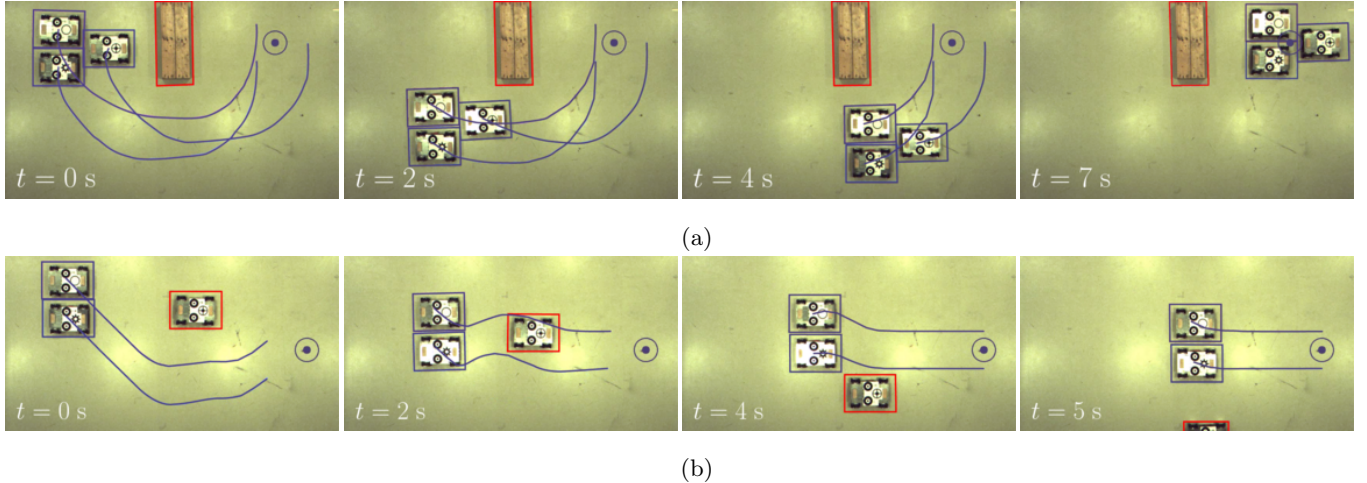 t = 0 s
t = 2 s
t = 4 s
t = 7 s
(a)
t = 0 s
t = 2 s
t = 4 s
t = 5 s
(b)